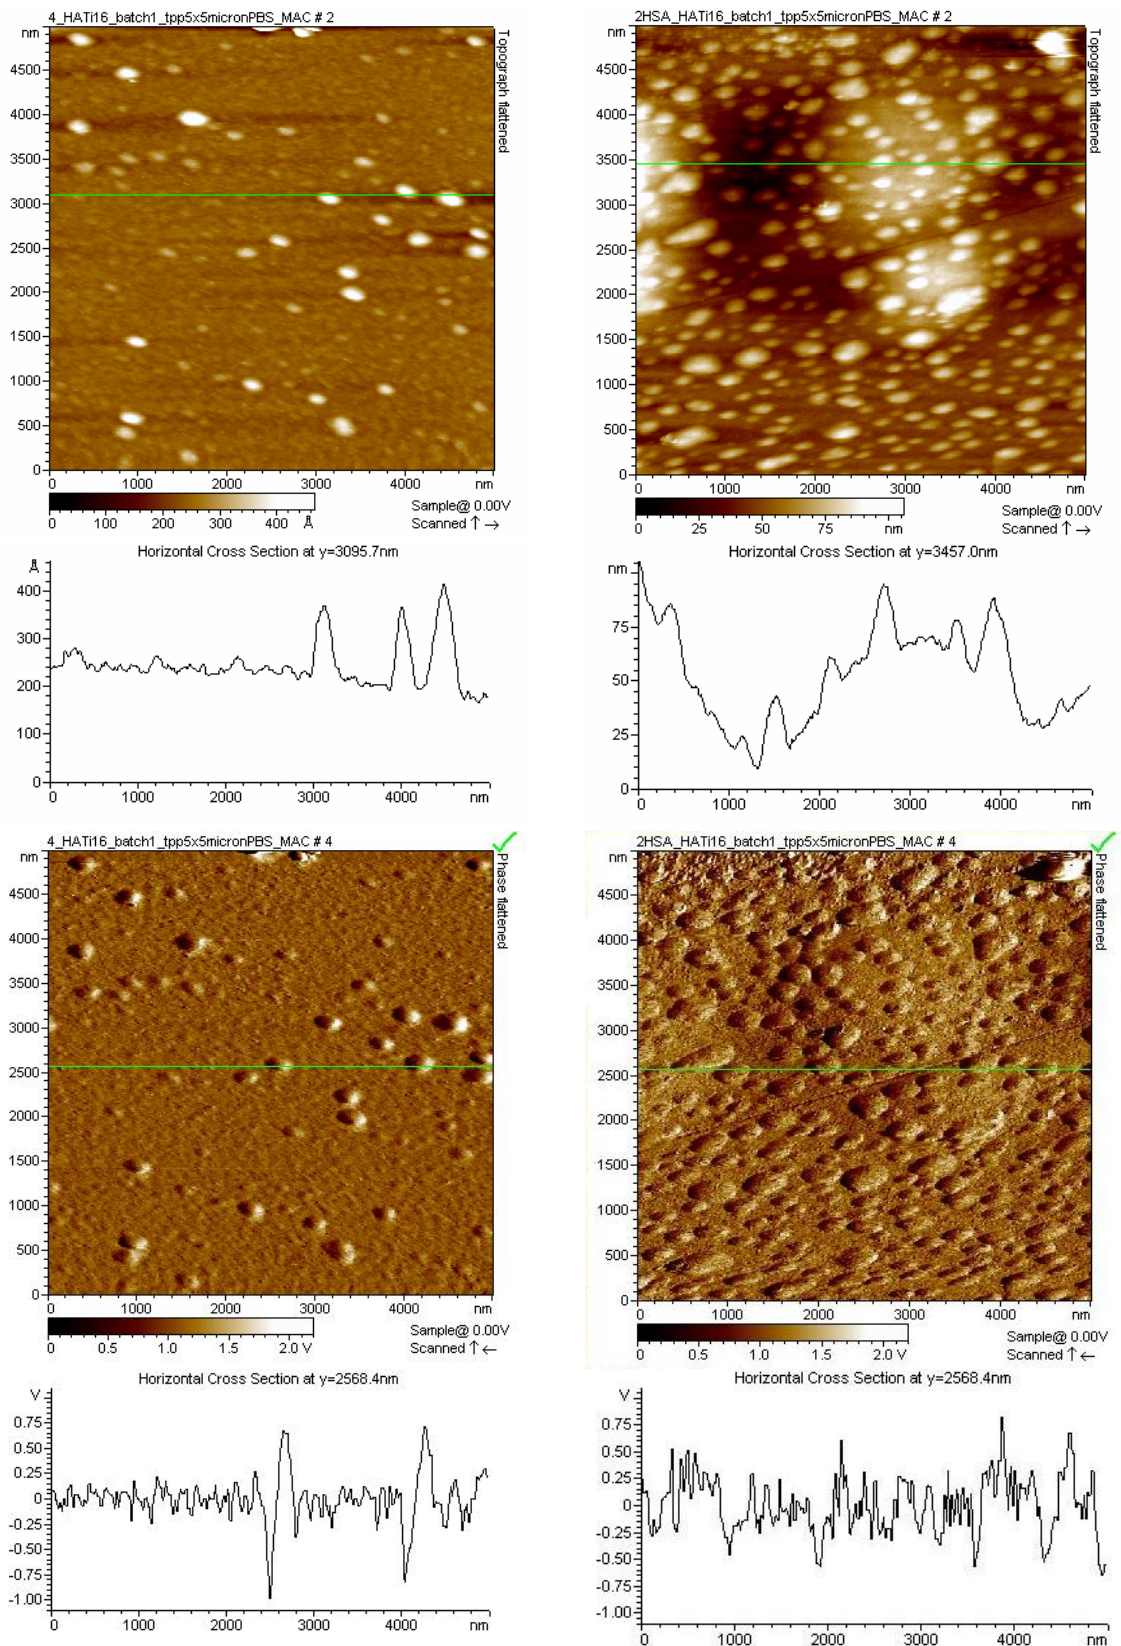 4_HATi16_batch1_tpp5x5micronPBS_MAC # 2
nm
4500
4000
3500
3000
2500
2000
1500
1000
500
0
0 1000 2000 3000 4000 nm
Topograph flattened
0 100 200 300 400 Å
Sample@ 0.00V
Scanned ↑ →
Horizontal Cross Section at y=3095.7nm
Å
400
300
200
100
0
0 1000 2000 3000 4000 nm
2HSA_HATi16_batch1_tpp5x5micronPBS_MAC # 2
nm
4500
4000
3500
3000
2500
2000
1500
1000
500
0
0 1000 2000 3000 4000 nm
Topograph flattened
0 25 50 75 nm
Sample@ 0.00V
Scanned ↑ →
Horizontal Cross Section at y=3457.0nm
nm
75
50
25
0
0 1000 2000 3000 4000 nm
4_HATi16_batch1_tpp5x5micronPBS_MAC # 4
nm
4500
4000
3500
3000
2500
2000
1500
1000
500
0
0 1000 2000 3000 4000 nm
Phase flattened
0 0.5 1.0 1.5 2.0 V
Sample@ 0.00V
Scanned ↑ ←
Horizontal Cross Section at y=2568.4nm
V
0.75
0.50
0.25
0
-0.25
-0.50
-0.75
-1.00
0 1000 2000 3000 4000 nm
2HSA_HATi16_batch1_tpp5x5micronPBS_MAC # 4
nm
4500
4000
3500
3000
2500
2000
1500
1000
500
0
0 1000 2000 3000 4000 nm
Phase flattened
0 0.5 1.0 1.5 2.0 V
Sample@ 0.00V
Scanned ↑ ←
Horizontal Cross Section at y=2568.4nm
V
0.75
0.50
0.25
0
-0.25
-0.50
-0.75
-1.00
0 1000 2000 3000 4000 nm